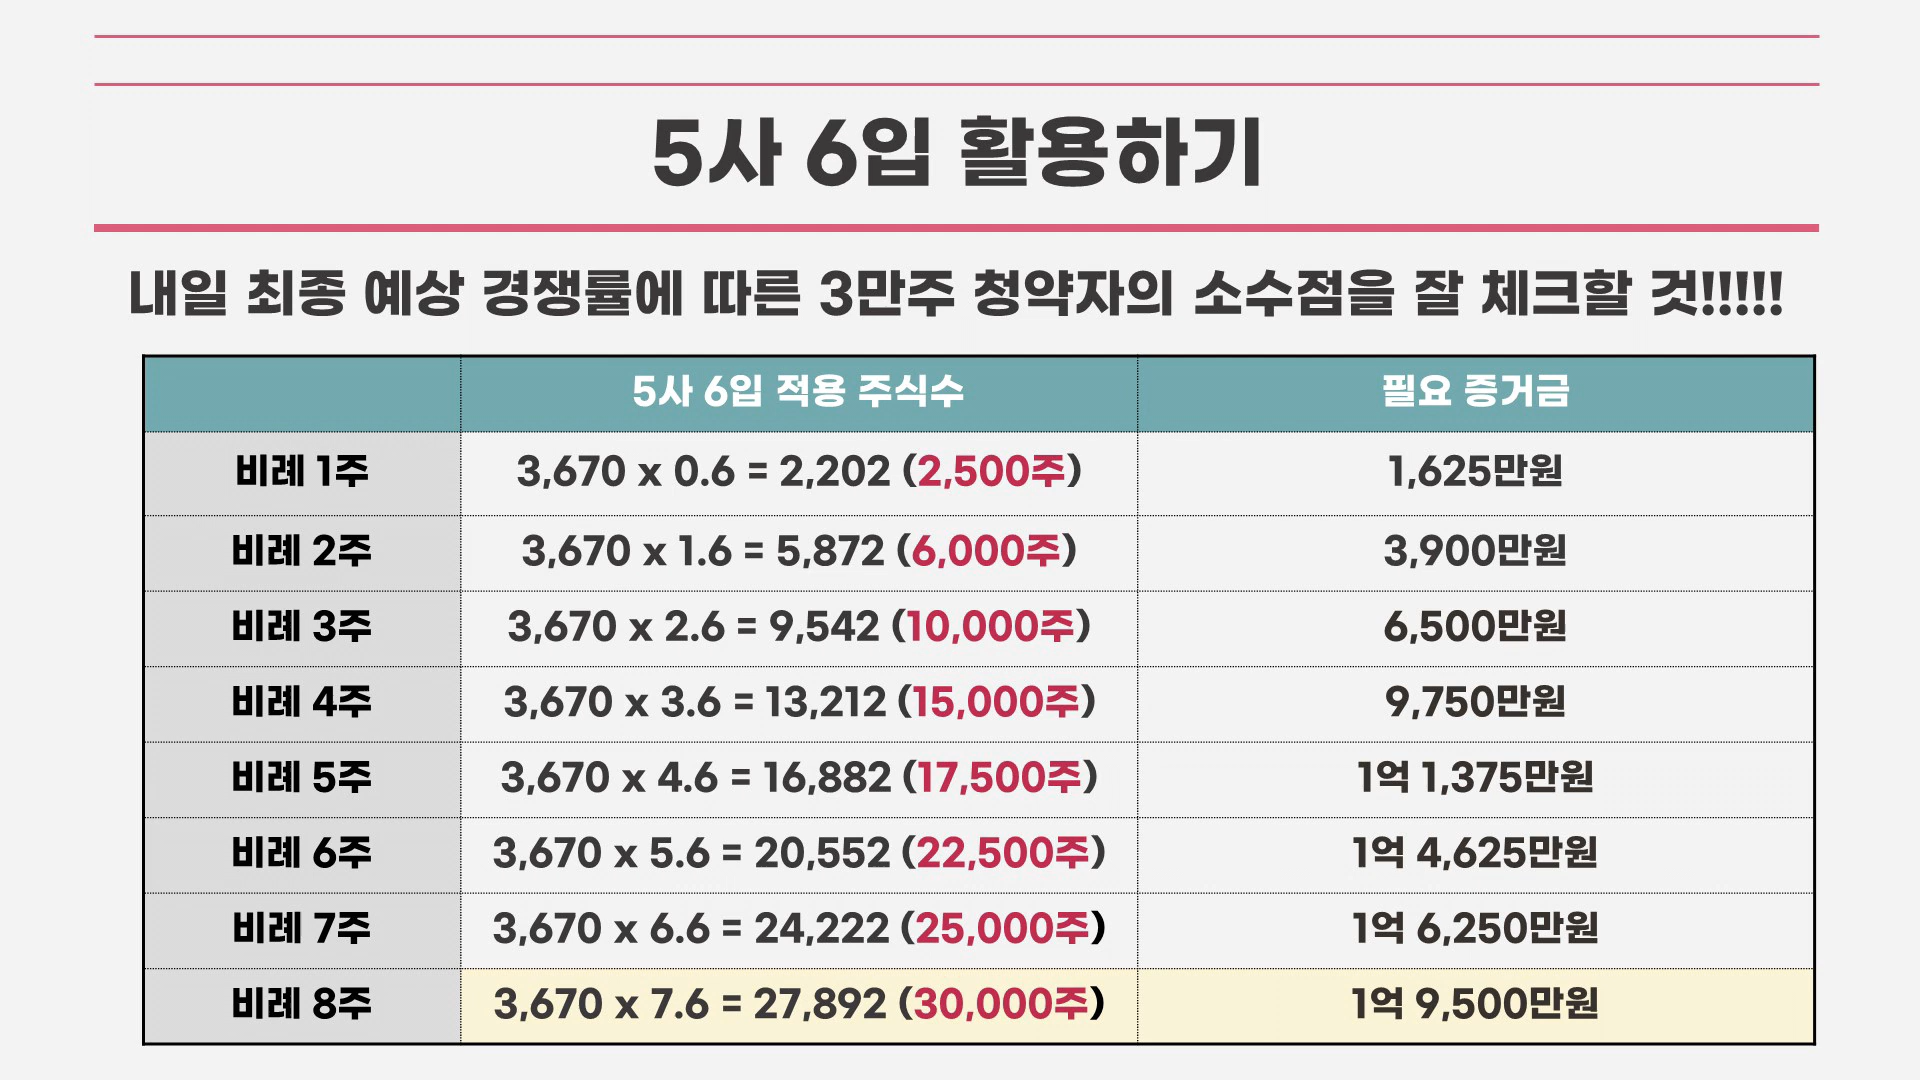 5사 6입 활용하기
내일 최종 예상 경쟁률에 따른 3만주 청약자의 소수점을 잘 체크할 것!!!!!
5사 6입 적용 주식수 필요 증거금
비례 1주 3,670 x 0.6 = 2,202 (2,500주) 1,625만원
비례 2주 3,670 x 1.6 = 5,872 (6,000주) 3,900만원
비례 3주 3,670 x 2.6 = 9,542 (10,000주) 6,500만원
비례 4주 3,670 x 3.6 = 13,212 (15,000주) 9,750만원
비례 5주 3,670 x 4.6 = 16,882 (17,500주) 1억 1,375만원
비례 6주 3,670 x 5.6 = 20,552 (22,500주) 1억 4,625만원
비례 7주 3,670 x 6.6 = 24,222 (25,000주) 1억 6,250만원
비례 8주 3,670 x 7.6 = 27,892 (30,000주) 1억 9,500만원